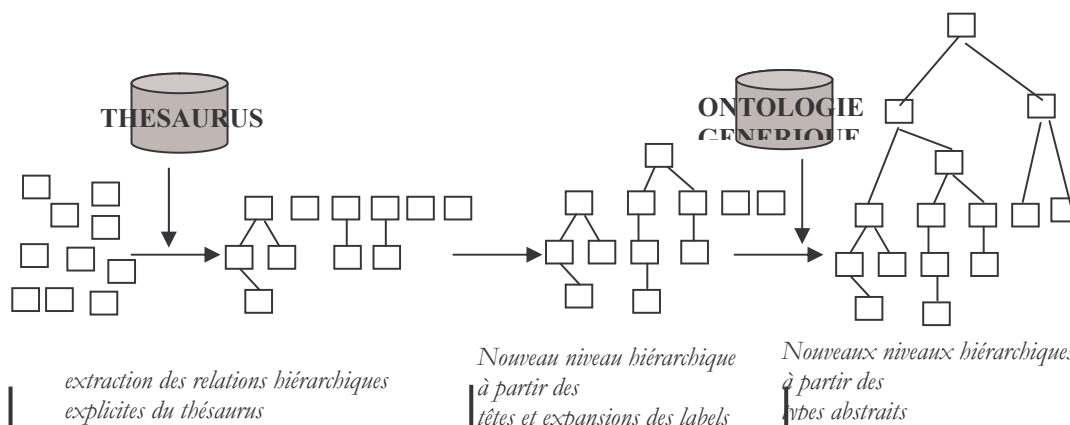 THESAURUS
ONTOLOGIE
GENERIQUE
extraction des relations hiérarchiques
explicites du thésaurus
Nouveau niveau hiérarchique
à partir des
têtes et expansions des labels
Nouveaux niveaux hiérarchiques
à partir des
types abstraits